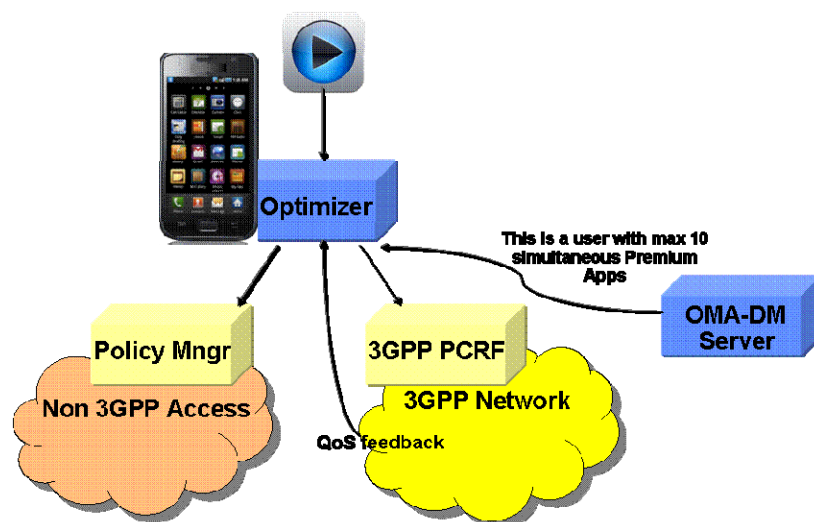 Optimizer
This is a user with max 10
simultaneous Premium
Apps
OMA-DM
Server
Policy Mngr
3GPP PCRF
Non 3GPP Access
3GPP Network
QoS feedback